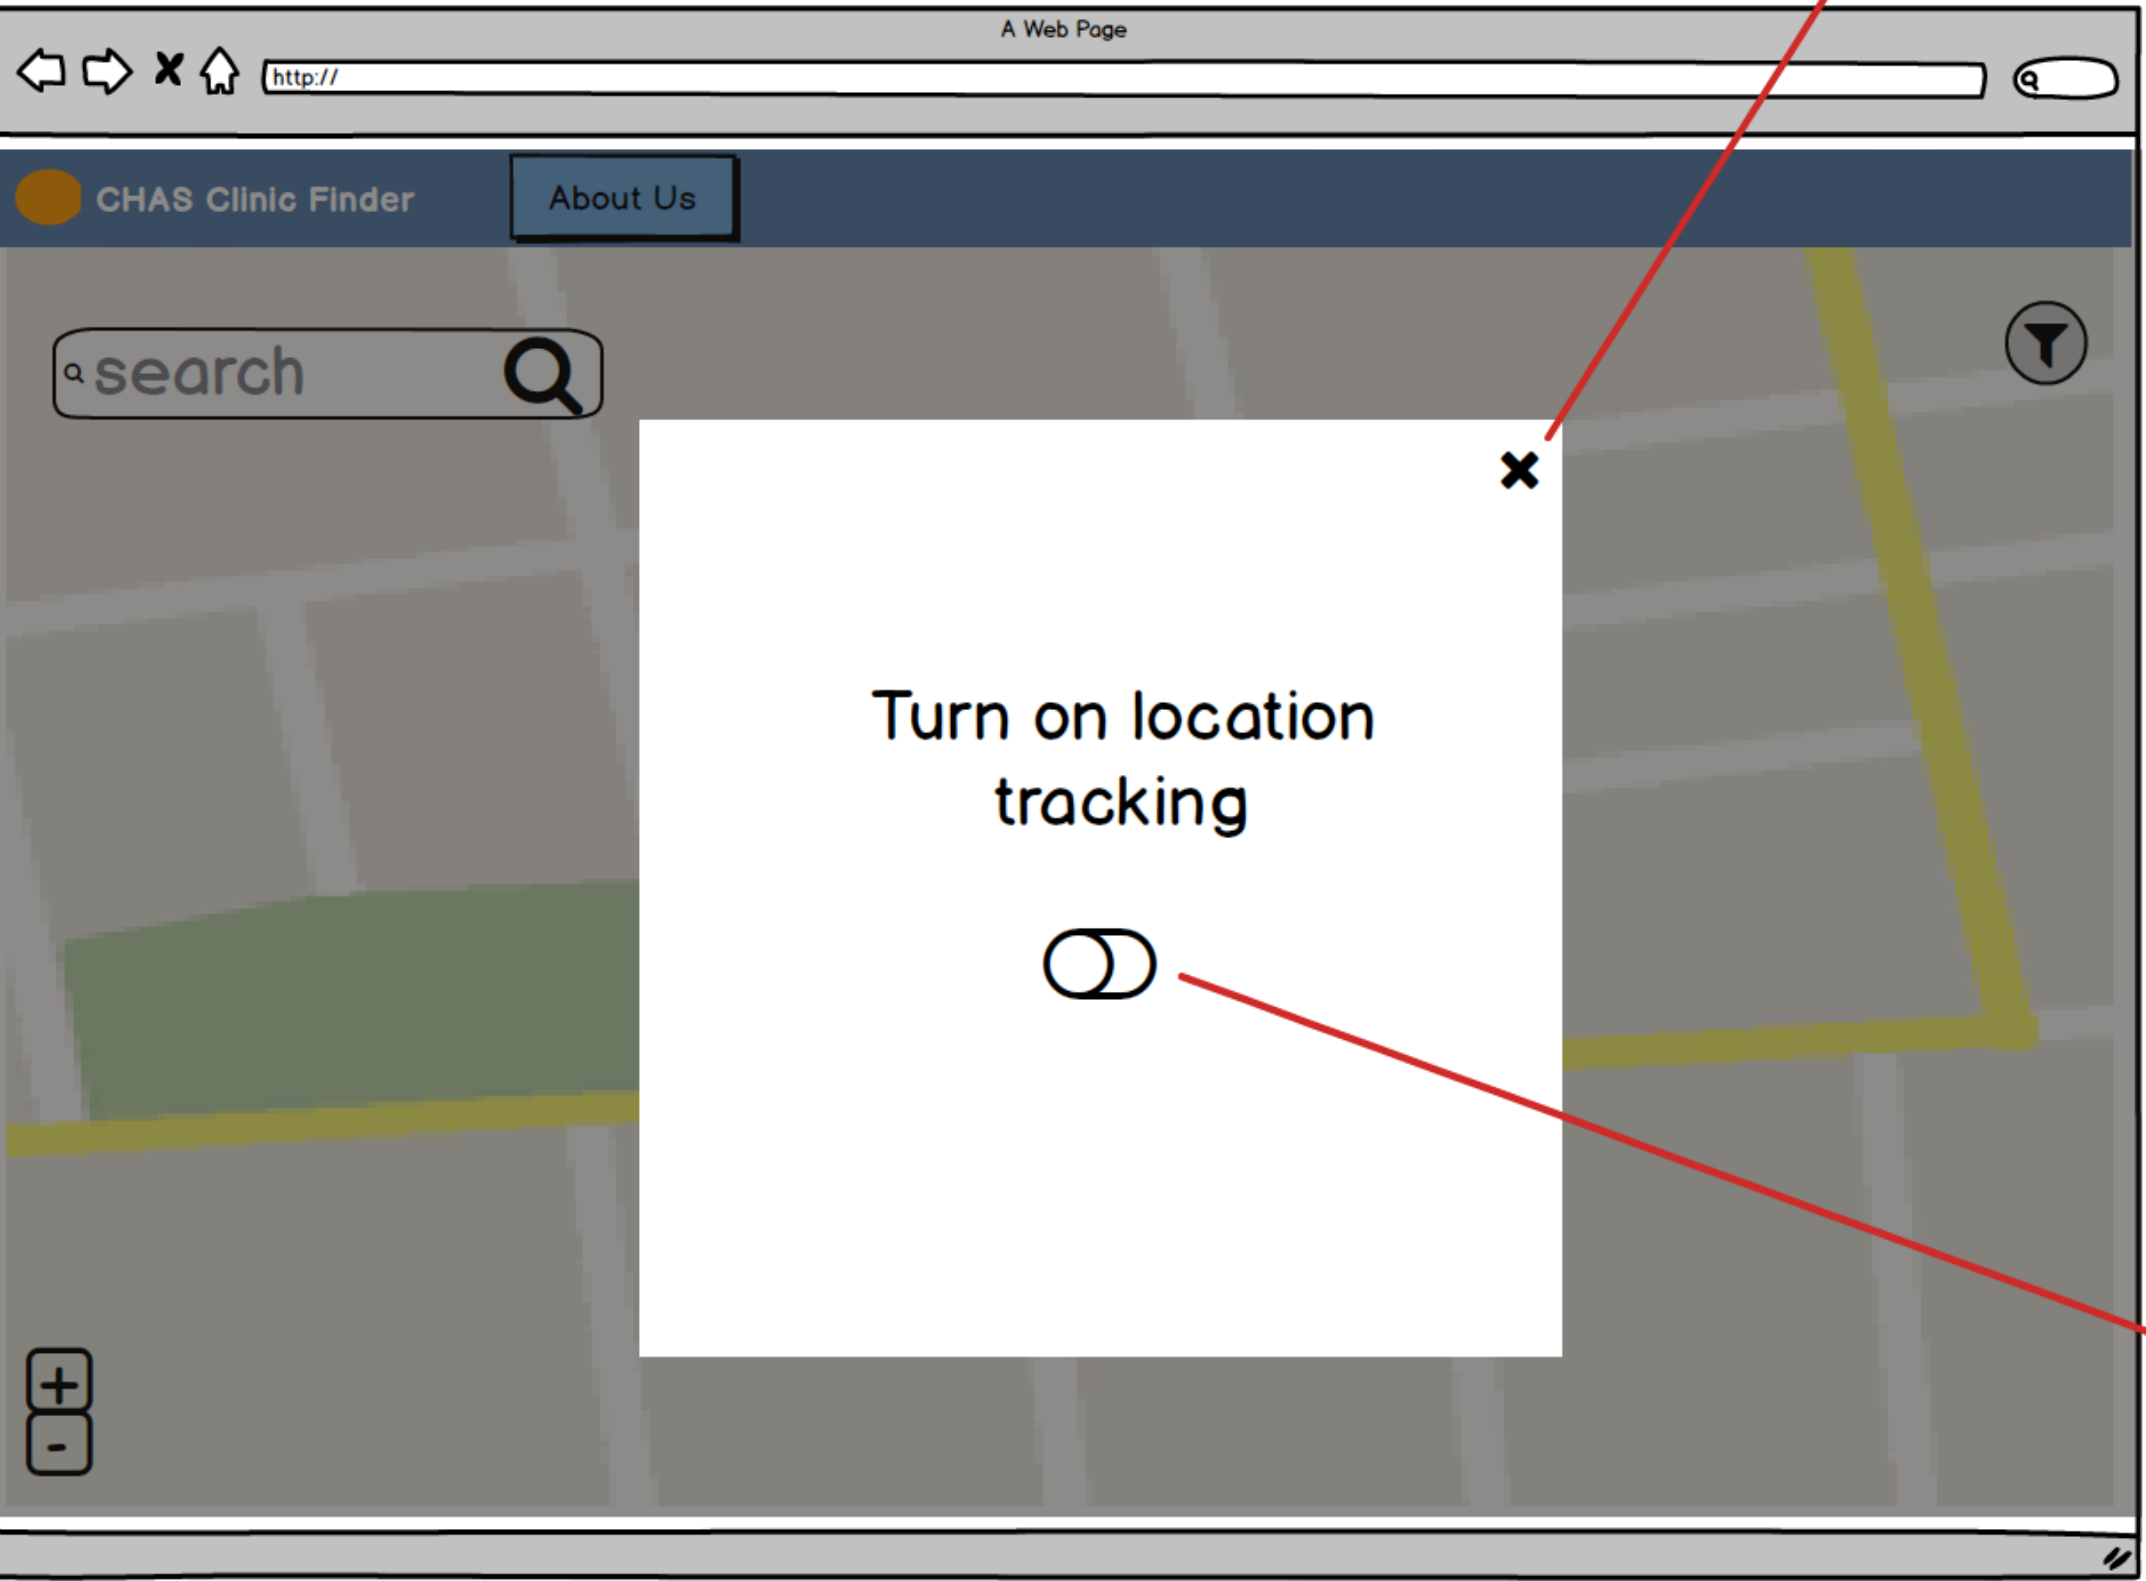 A Web Page
http://
CHAS Clinic Finder
About Us
search
Turn on location
tracking
+
-